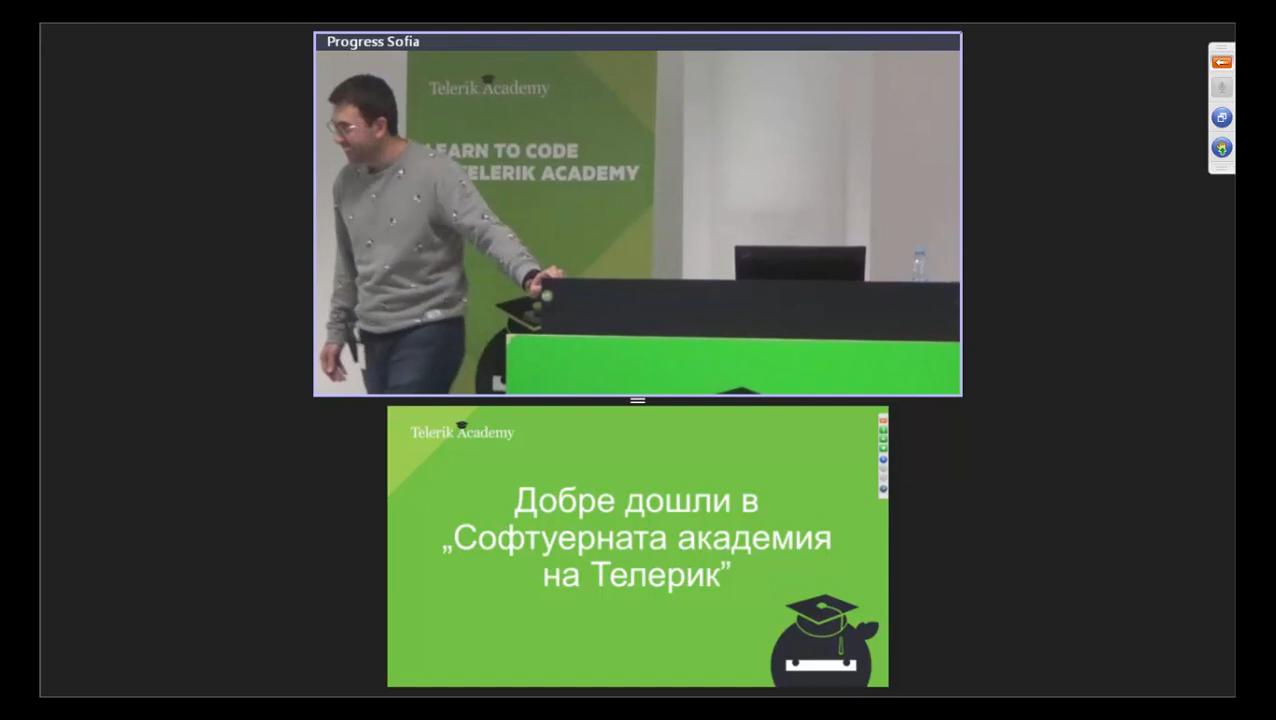 Progress Sofia
Telerik Academy
LEARN TO CODE
TELERIK ACADEMY
Telerik Academy
Добре дошли в
„Софтуерната академия
на Телерик”